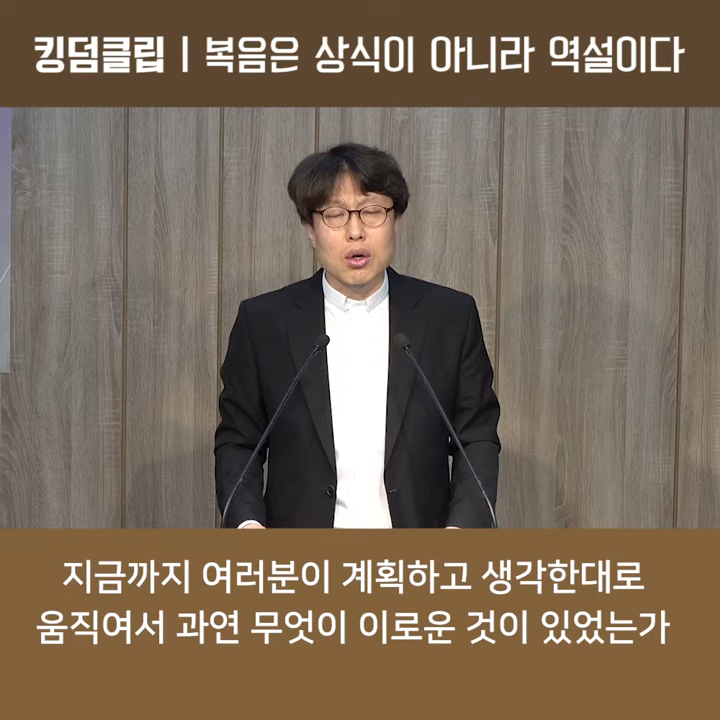 킹덤클립 | 복음은 상식이 아니라 역설이다
지금까지 여러분이 계획하고 생각한대로
움직여서 과연 무엇이 이로운 것이 있었는가